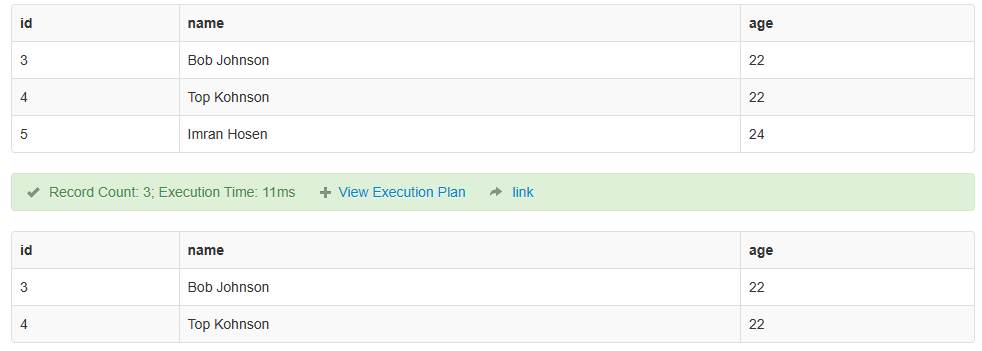 id name age
3 Bob Johnson 22
4 Top Kohnson 22
5 Imran Hosen 24
Record Count: 3; Execution Time: 11ms View Execution Plan link
id name age
3 Bob Johnson 22
4 Top Kohnson 22